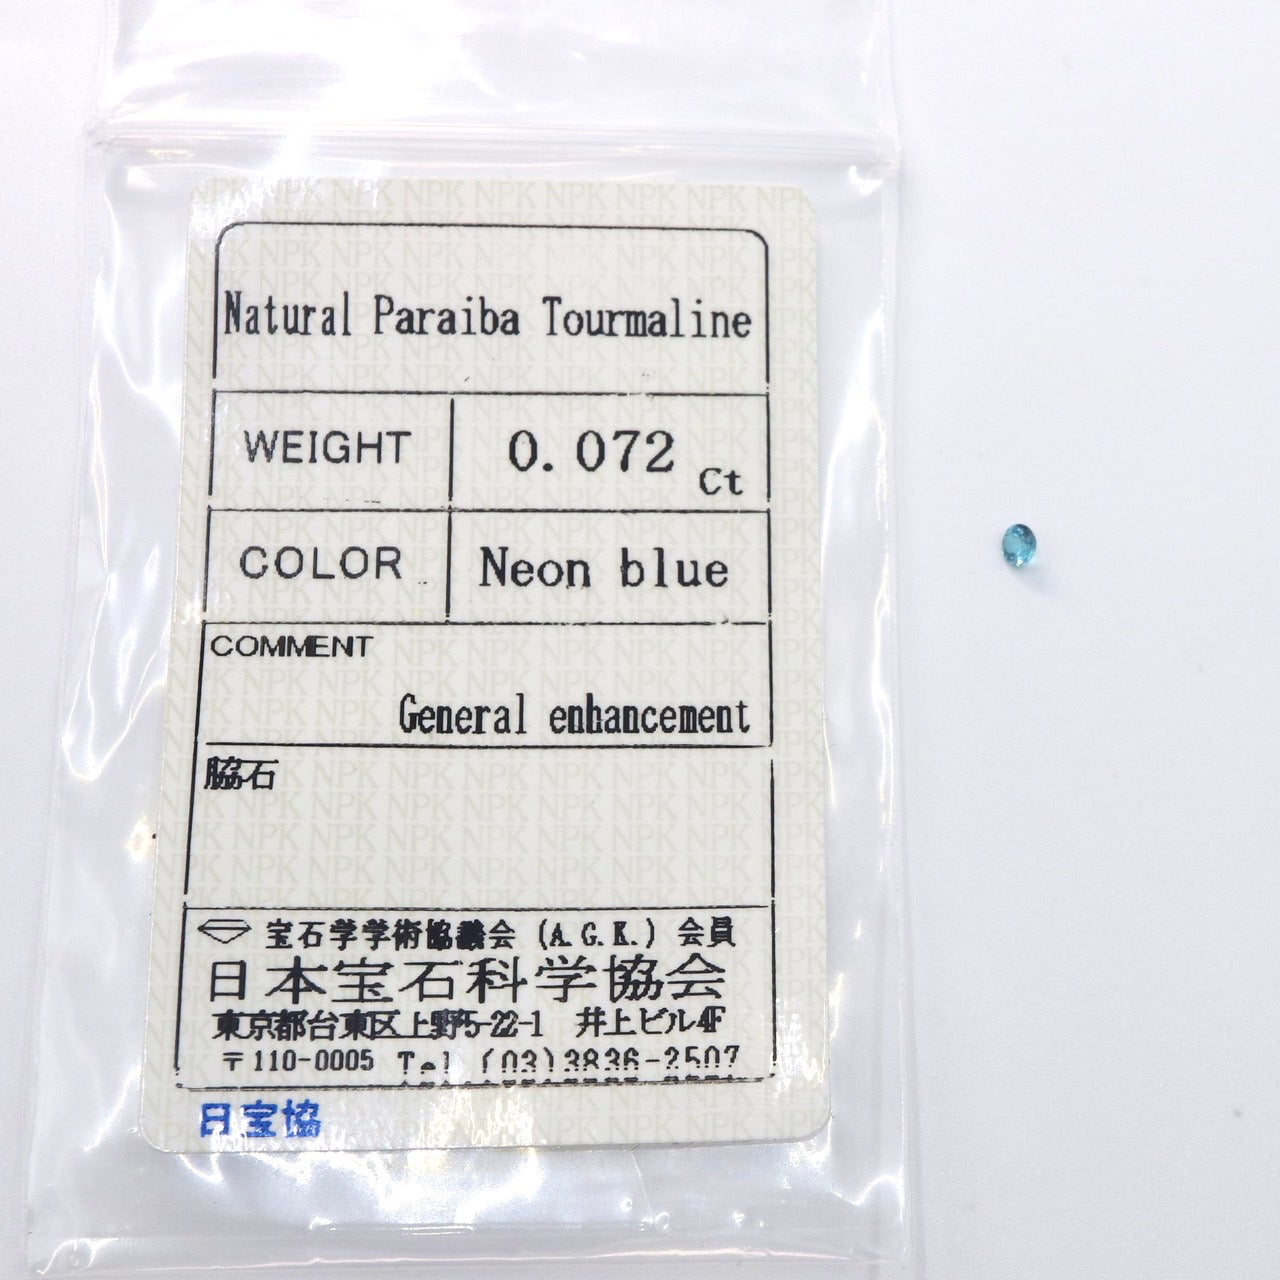 Natural Paraiba Tourmaline
WEIGHT 0.072 Ct
COLOR Neon blue
COMMENT
General enhancement
脇石
宝石学学術協議会 (A.G.K.) 会員
日本宝石科学協会
東京都台東区上野5-22-1 井上ビル4F
〒110-0005 Tel (03)3836-2507
日宝協